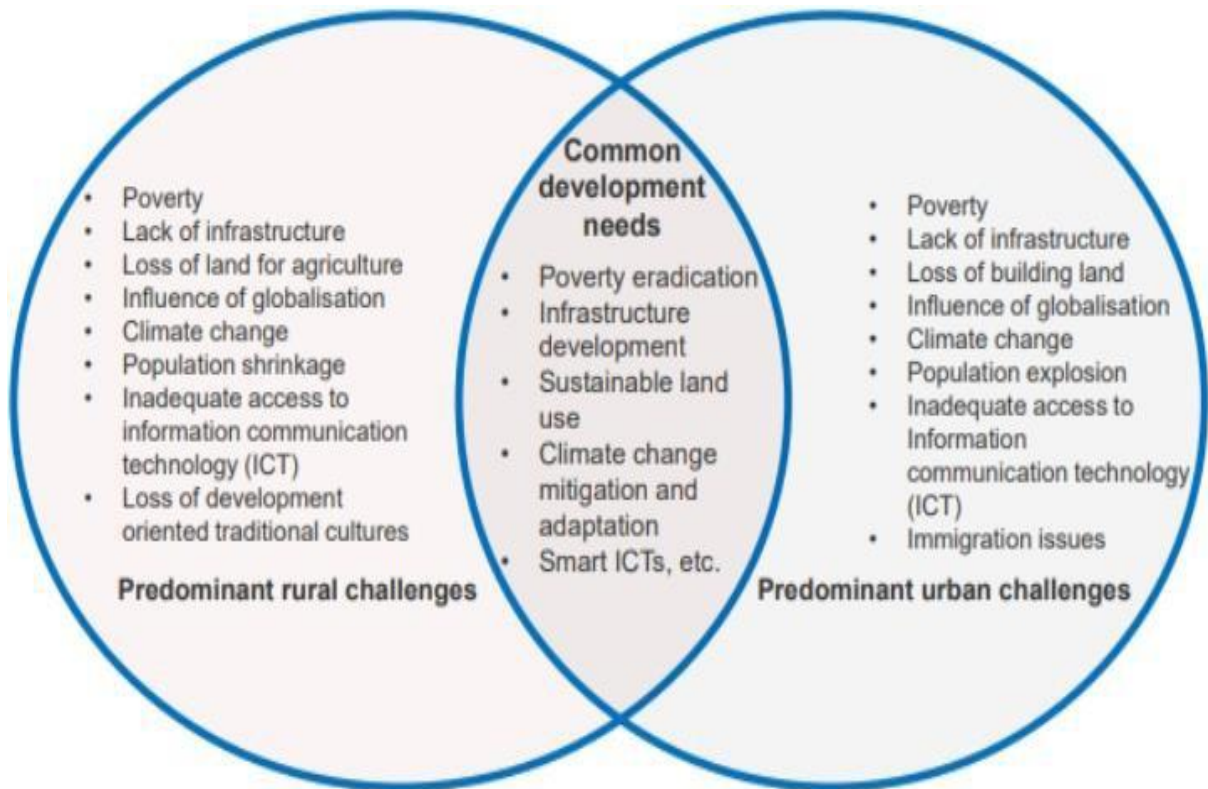 • Poverty
• Lack of infrastructure
• Loss of land for agriculture
• Influence of globalisation
• Climate change
• Population shrinkage
• Inadequate access to
information communication
technology (ICT)
• Loss of development
oriented traditional cultures
Predominant rural challenges
Common
development
needs
• Poverty eradication
• Infrastructure
development
• Sustainable land
use
• Climate change
mitigation and
adaptation
• Smart ICTs, etc.
• Poverty
• Lack of infrastructure
• Loss of building land
• Influence of globalisation
• Climate change
• Population explosion
• Inadequate access to
Information
communication technology
(ICT)
• Immigration issues
Predominant urban challenges